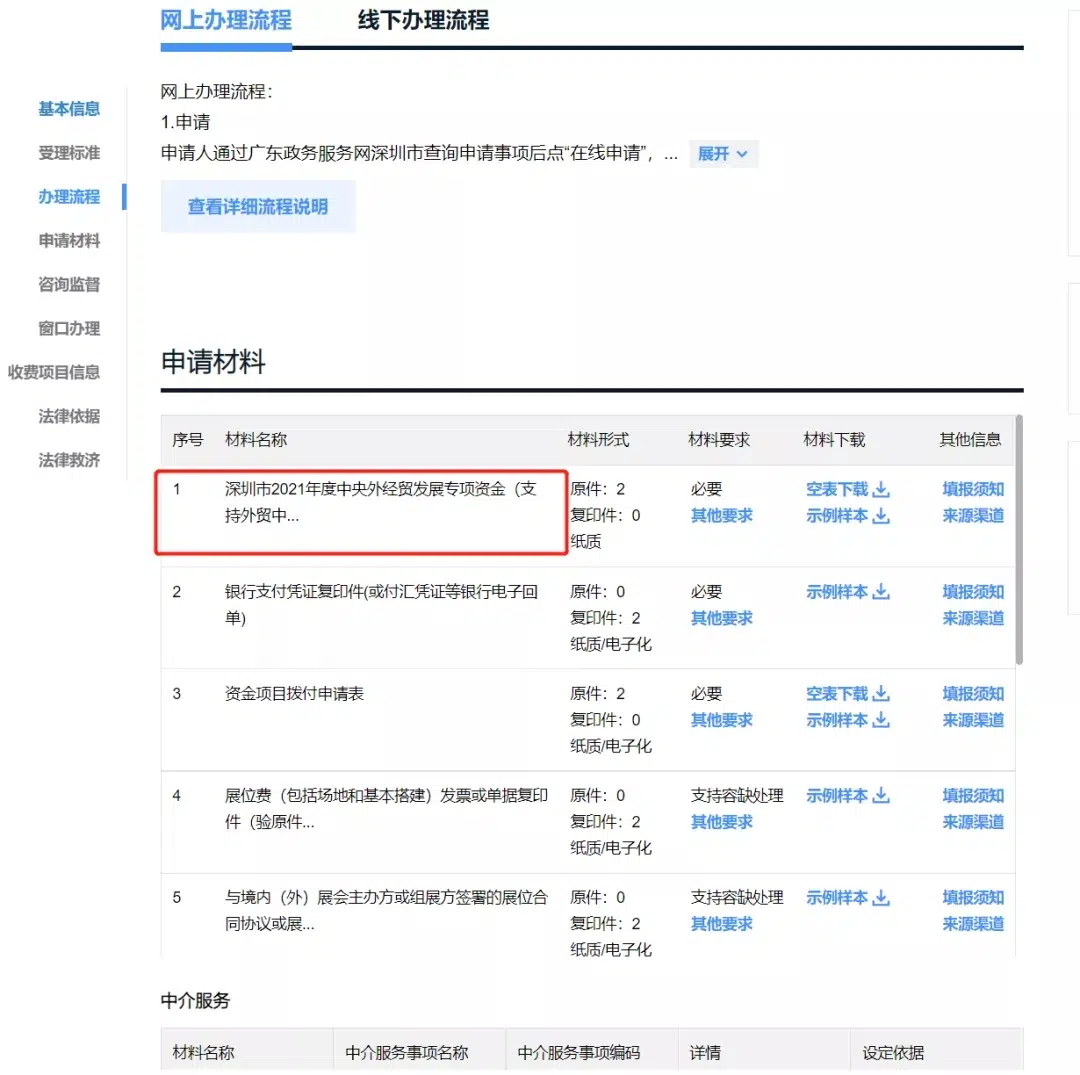 网上办理流程
线下办理流程
网上办理流程：
1.申请
申请人通过广东政务服务网深圳市查询申请事项后点“在线申请”，...
展开
查看详细流程说明
基本信息
受理标准
办理流程
申请材料
咨询监督
窗口办理
收费项目信息
法律依据
法律救济
申请材料
序号 材料名称 材料形式 材料要求 材料下载 其他信息
1 深圳市2021年度中央外经贸发展专项资金（支 原件：2 必要 空表下载 填报须知
持外贸中... 复印件：0 其他要求 示例样本 来源渠道
纸质
2 银行支付凭证复印件(或付汇凭证等银行电子回 原件：0 必要 示例样本 填报须知
单) 复印件：2 其他要求 来源渠道
纸质/电子化
3 资金项目拨付申请表 原件：2 必要 空表下载 填报须知
复印件：0 其他要求 示例样本 来源渠道
纸质/电子化
4 展位费（包括场地和基本搭建）发票或单据复印 原件：0 支持容缺处理 示例样本 填报须知
件（验原件... 复印件：2 其他要求 来源渠道
纸质/电子化
5 与境内（外）展会主办方或组展方签署的展位合 原件：0 支持容缺处理 示例样本 填报须知
同协议或展... 复印件：2 其他要求 来源渠道
纸质/电子化
中介服务
材料名称 中介服务事项名称 中介服务事项编码 详情 设定依据